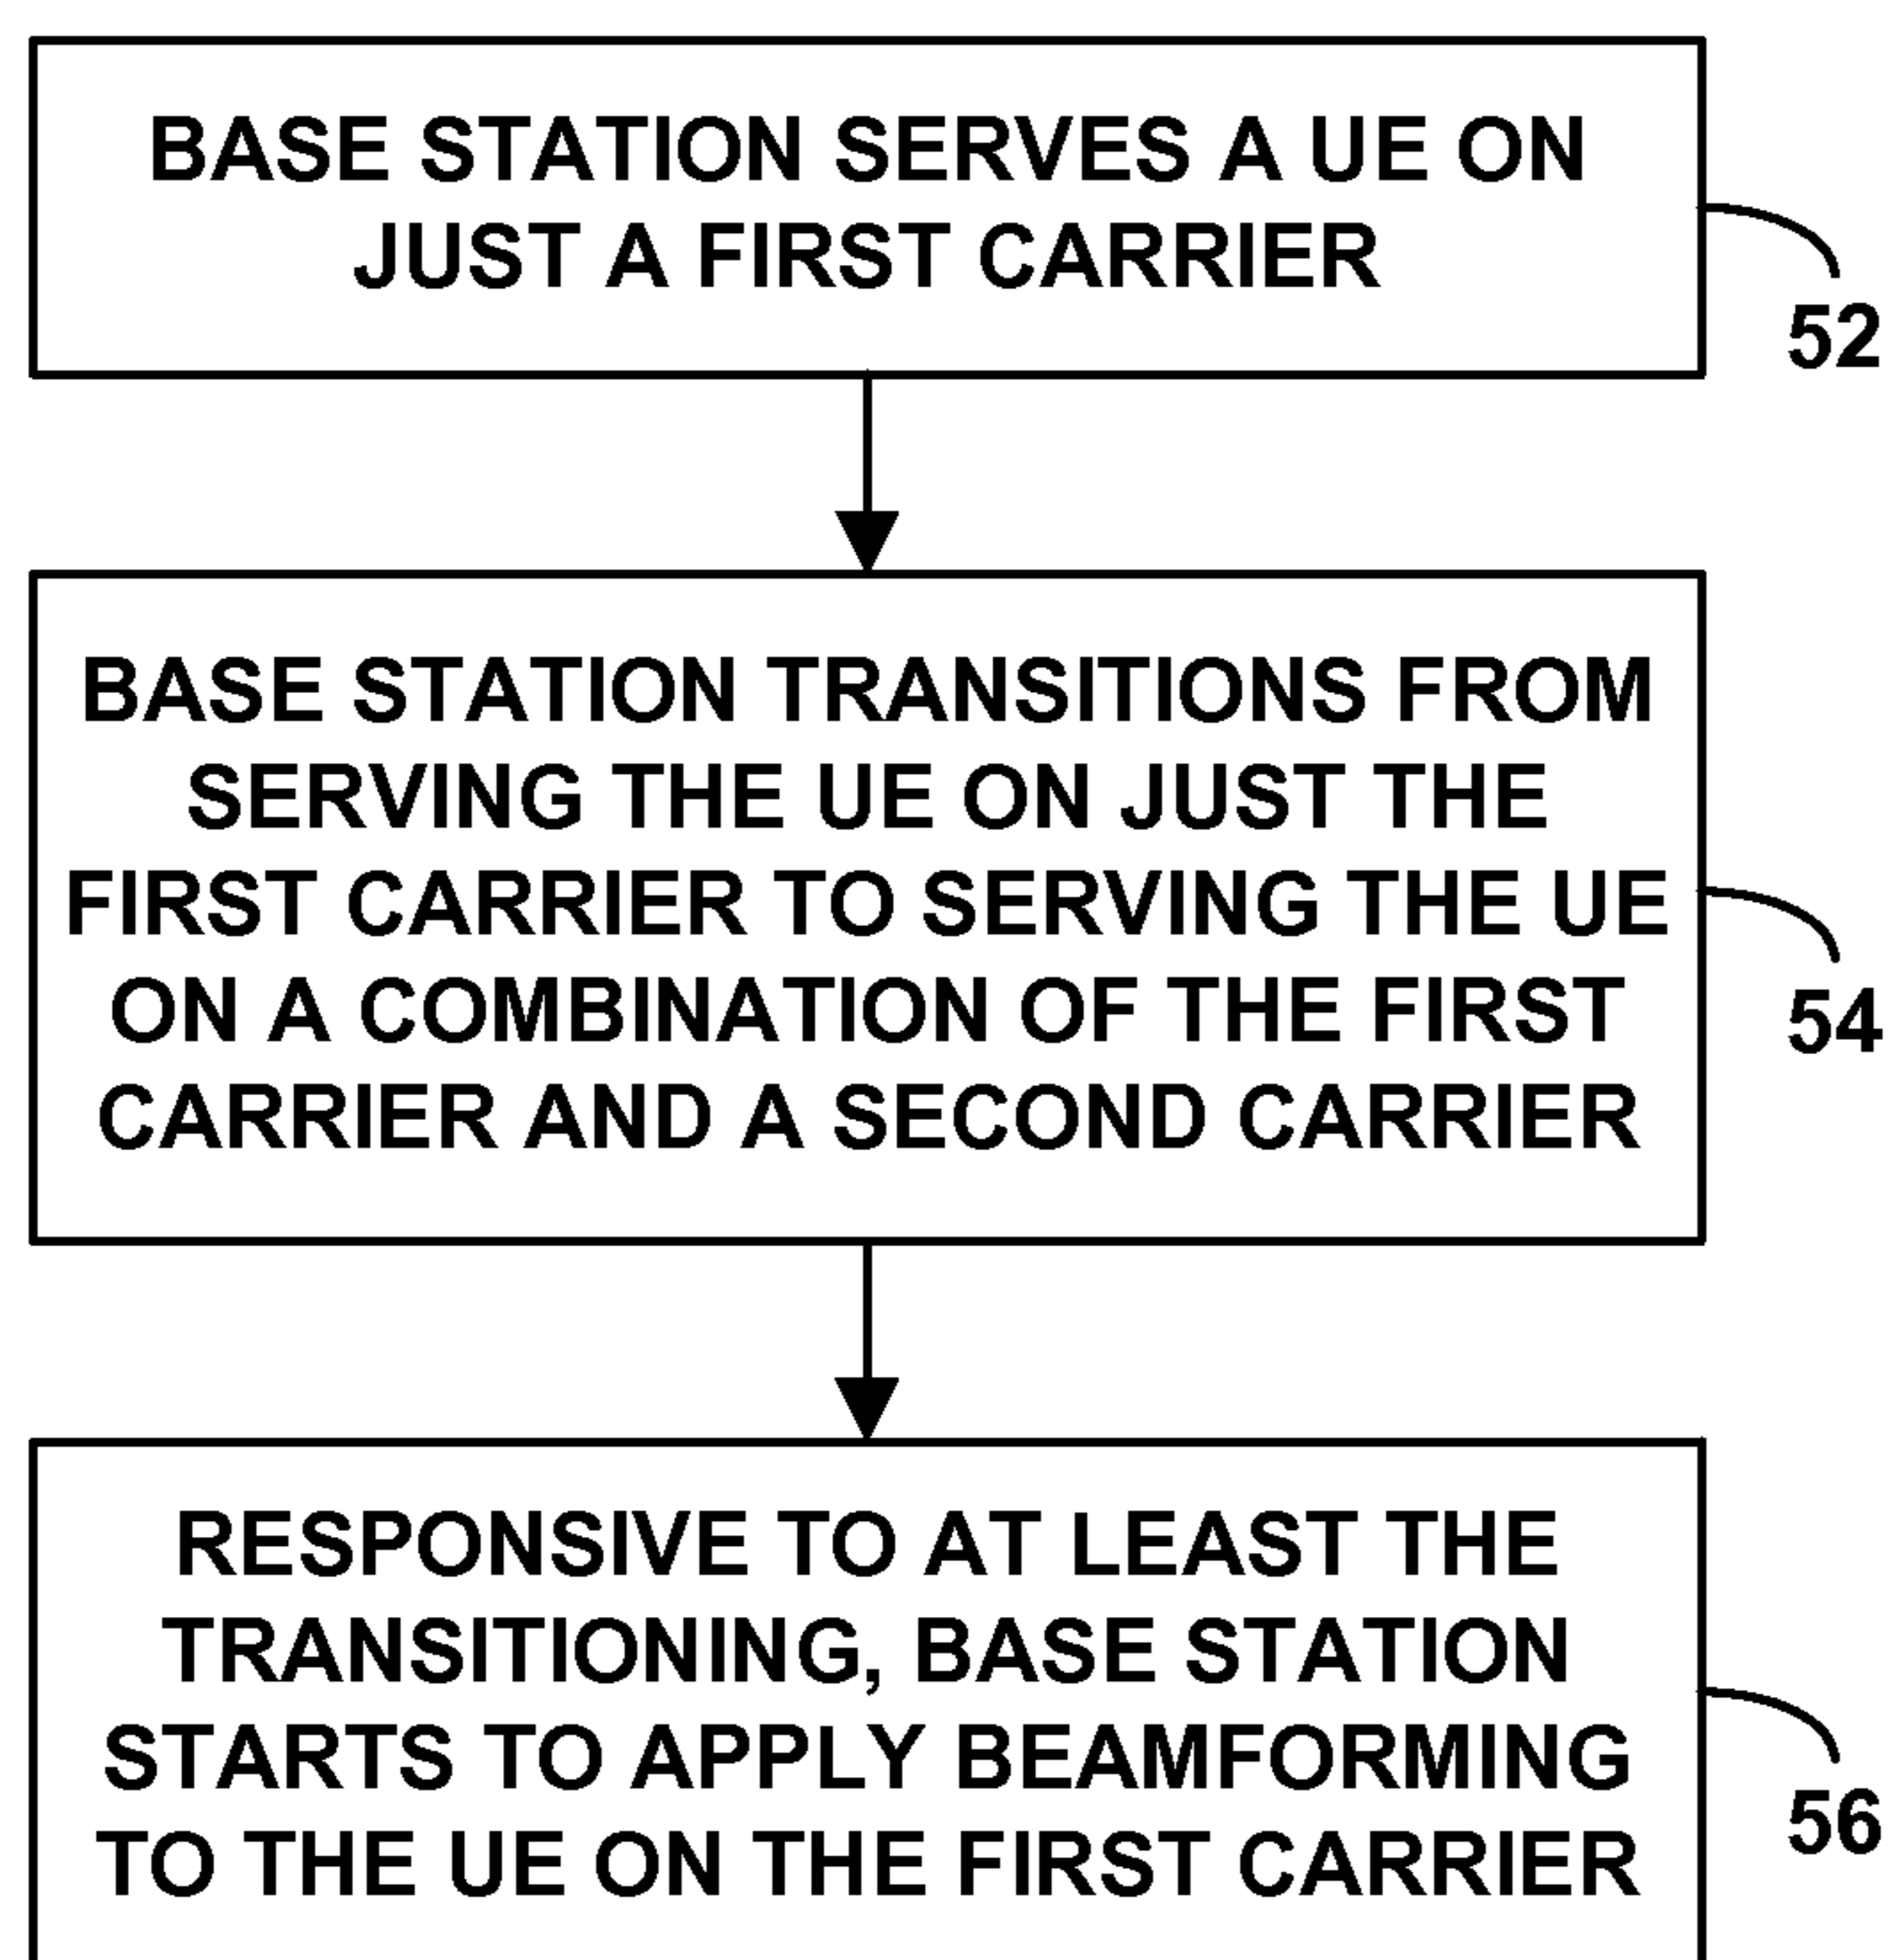 BASE STATION SERVES A UE ON
JUST A FIRST CARRIER
52
BASE STATION TRANSITIONS FROM
SERVING THE UE ON JUST THE
FIRST CARRIER TO SERVING THE UE
ON A COMBINATION OF THE FIRST
CARRIER AND A SECOND CARRIER
54
RESPONSIVE TO AT LEAST THE
TRANSITIONING, BASE STATION
STARTS TO APPLY BEAMFORMING
TO THE UE ON THE FIRST CARRIER
56